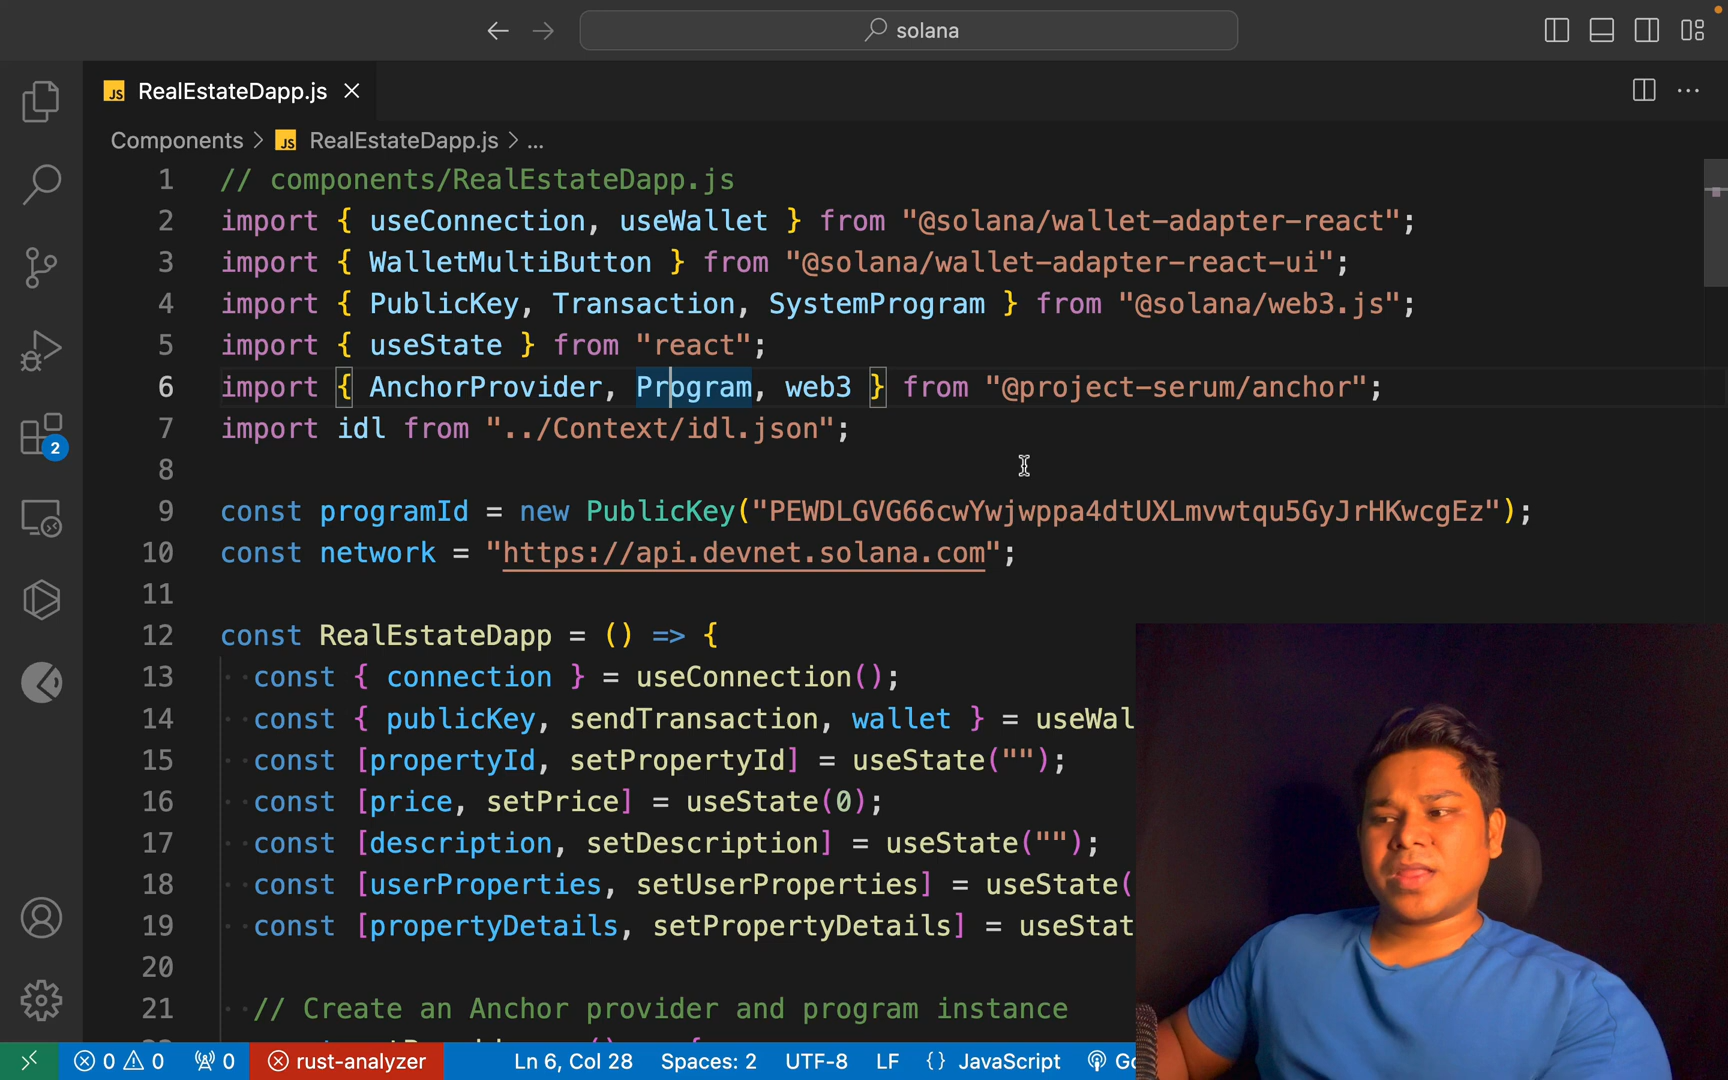 solana
JS RealEstateDapp.js
Components > JS RealEstateDapp.js > ...
1 // components/RealEstateDapp.js
2 import { useConnection, useWallet } from "@solana/wallet-adapter-react";
3 import { WalletMultiButton } from "@solana/wallet-adapter-react-ui";
4 import { PublicKey, Transaction, SystemProgram } from "@solana/web3.js";
5 import { useState } from "react";
6 import { AnchorProvider, Program, web3 } from "@project-serum/anchor";
7 import idl from "../Context/idl.json";
8
9 const programId = new PublicKey("PEWDLGVG66cwYwjwppa4dtUXLmvwtqu5GyJrHKwcgEz");
10 const network = "https://api.devnet.solana.com";
11
12 const RealEstateDapp = () => {
13 const { connection } = useConnection();
14 const { publicKey, sendTransaction, wallet } = useWal
15 const [propertyId, setPropertyId] = useState("");
16 const [price, setPrice] = useState(0);
17 const [description, setDescription] = useState("");
18 const [userProperties, setUserProperties] = useState(
19 const [propertyDetails, setPropertyDetails] = useStat
20
21 // Create an Anchor provider and program instance
2
0 0 0 rust-analyzer Ln 6, Col 28 Spaces: 2 UTF-8 LF {} JavaScript Go